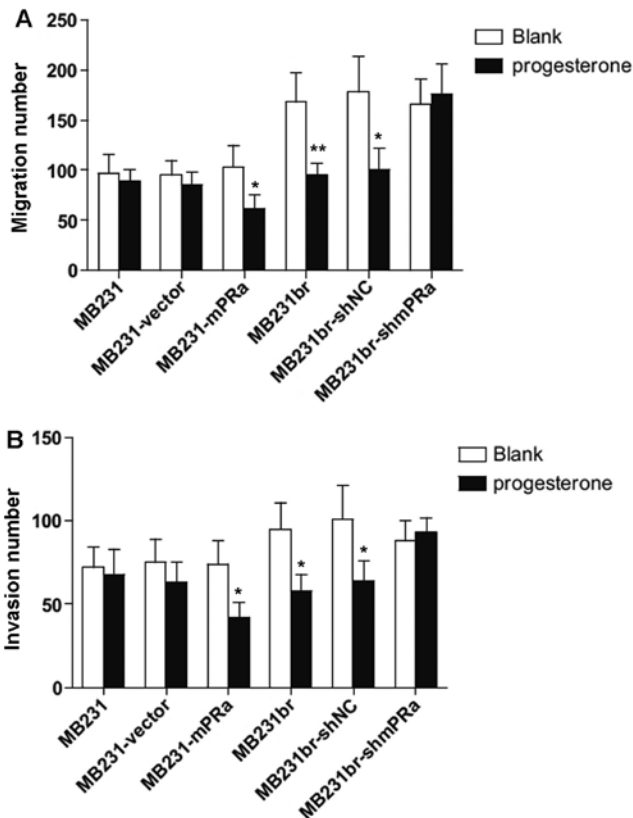 A
Migration number
250
200
150
100
50
0
Blank
progesterone
*
**
*
MB231
MB231-vector
MB231-mPRa
MB231br
MB231br-shNC
MB231br-shmPRa
B
Invasion number
150
100
50
0
Blank
progesterone
*
*
*
MB231
MB231-vector
MB231-mPRa
MB231br
MB231br-shNC
MB231br-shmPRa